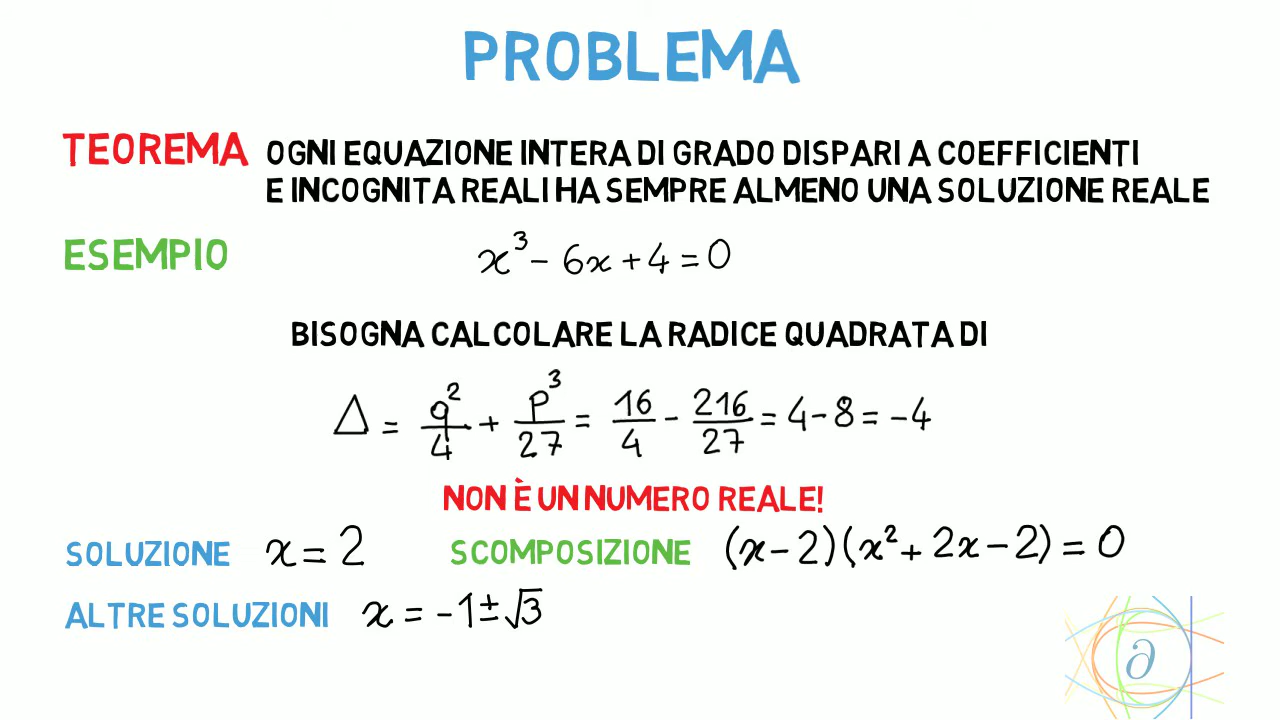 PROBLEMA
TEOREMA OGNI EQUAZIONE INTERA DI GRADO DISPARI A COEFFICIENTI
E INCOGNITA REALI HA SEMPRE ALMENO UNA SOLUZIONE REALE
ESEMPIO x³ - 6x + 4 = 0
BISOGNA CALCOLARE LA RADICE QUADRATA DI
Δ = q²/4 + p³/27 = 16/4 - 216/27 = 4 - 8 = -4
NON È UN NUMERO REALE!
SOLUZIONE x = 2 SCOMPOSIZIONE (x - 2)(x² + 2x - 2) = 0
ALTRE SOLUZIONI x = -1 ± √3
∂